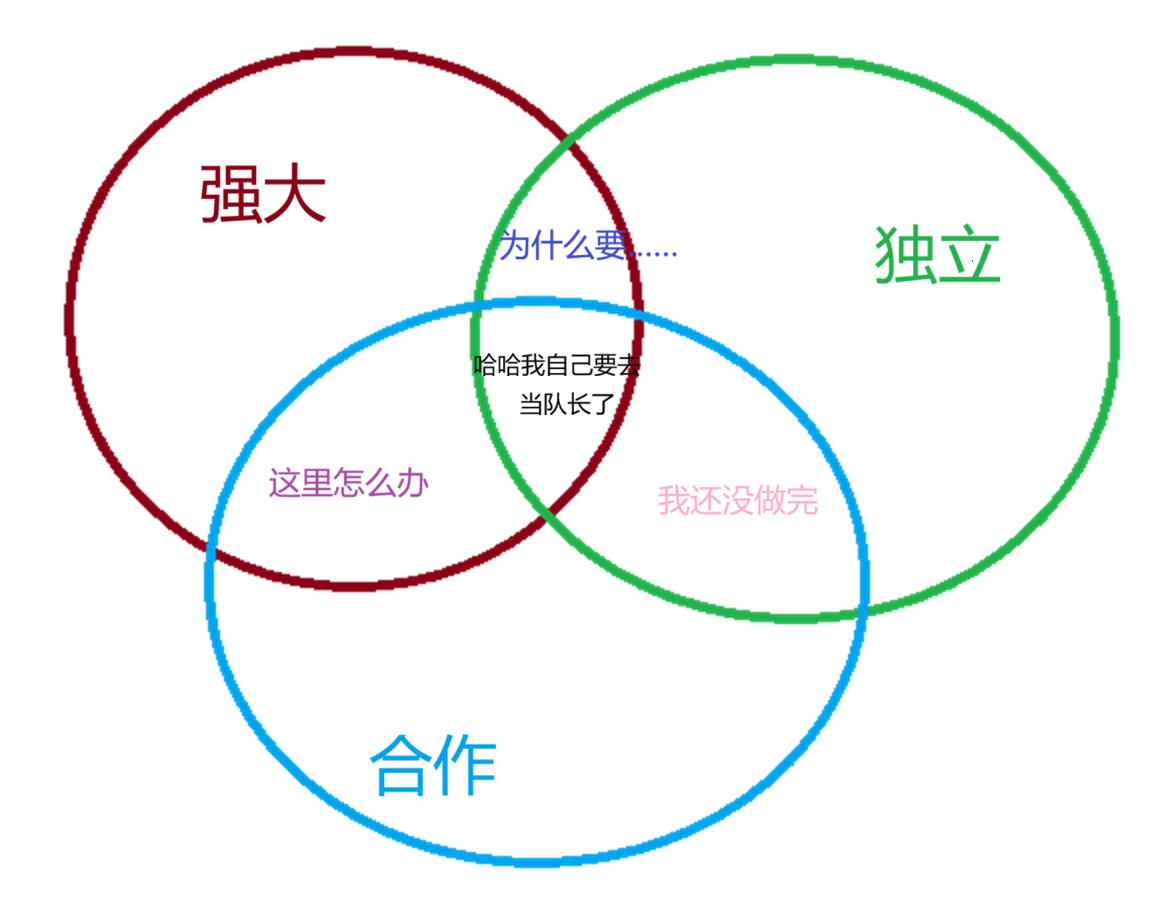 强大
为什么要……
独立
哈哈我自己要去
当队长了
这里怎么办
我还没做完
合作